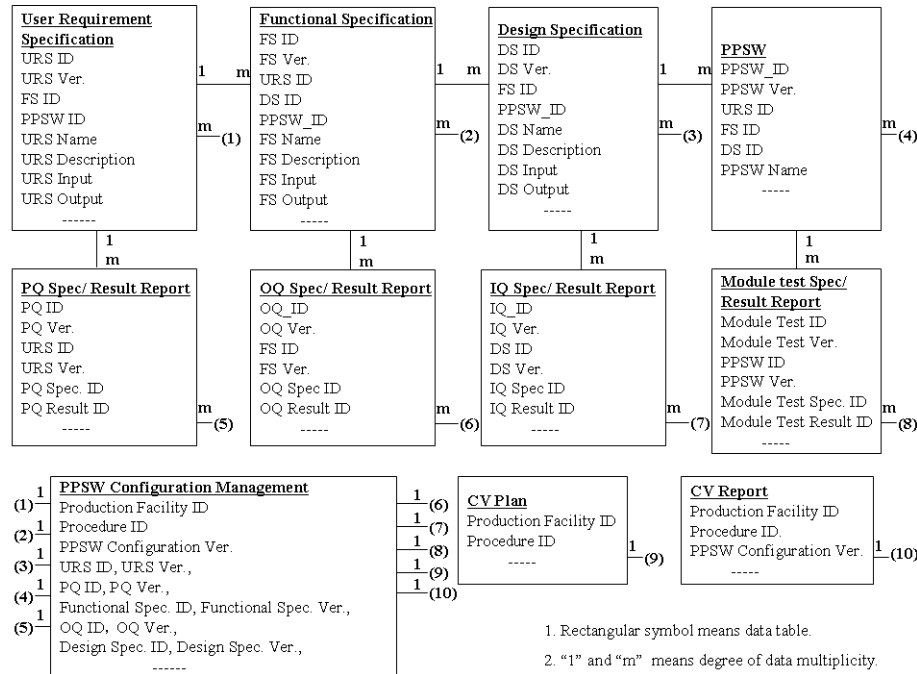 User Requirement
Specification
URS ID
URS Ver.
FS ID
PPSW ID
URS Name
URS Description
URS Input
URS Output
------
1
m
m
(1)
Functional Specification
FS ID
FS Ver.
URS ID
DS ID
PPSW_ID
FS Name
FS Description
FS Input
FS Output
-----
1
m
m
(2)
Design Specification
DS ID
DS Ver.
FS ID
PPSW_ID
DS Name
DS Description
DS Input
DS Output
-----
1
m
m
(3)
PPSW
PPSW_ID
PPSW Ver.
URS ID
FS ID
DS ID
PPSW Name
-----
m
(4)
1
m
1
m
1
m
1
m
PQ Spec/ Result Report
PQ ID
PQ Ver.
URS ID
URS Ver.
PQ Spec. ID
PQ Result ID
-----
m
(5)
OQ Spec/ Result Report
OQ_ID
OQ Ver.
FS ID
FS Ver.
OQ Spec ID
OQ Result ID
-----
m
(6)
IQ Spec/ Result Report
IQ_ID
IQ Ver.
DS ID
DS Ver.
IQ Spec ID
IQ Result ID
-----
m
(7)
Module test Spec/
Result Report
Module Test ID
Module Test Ver.
PPSW ID
PPSW Ver.
Module Test Spec. ID
Module Test Result ID
-----
m
(8)
1
(1)
1
(2)
1
(3)
1
(4)
1
(5)
PPSW Configuration Management
Production Facility ID
Procedure ID
PPSW Configuration Ver.
URS ID, URS Ver.,
PQ ID, PQ Ver.,
Functional Spec. ID, Functional Spec. Ver.,
OQ ID, OQ Ver.,
Design Spec. ID, Design Spec. Ver.,
------
1
(6)
1
(7)
1
(8)
1
(9)
1
(10)
CV Plan
Production Facility ID
Procedure ID
-----
1
(9)
CV Report
Production Facility ID
Procedure ID.
PPSW Configuration Ver.
-----
1
(10)
1. Rectangular symbol means data table.
2. “1” and “m” means degree of data multiplicity.